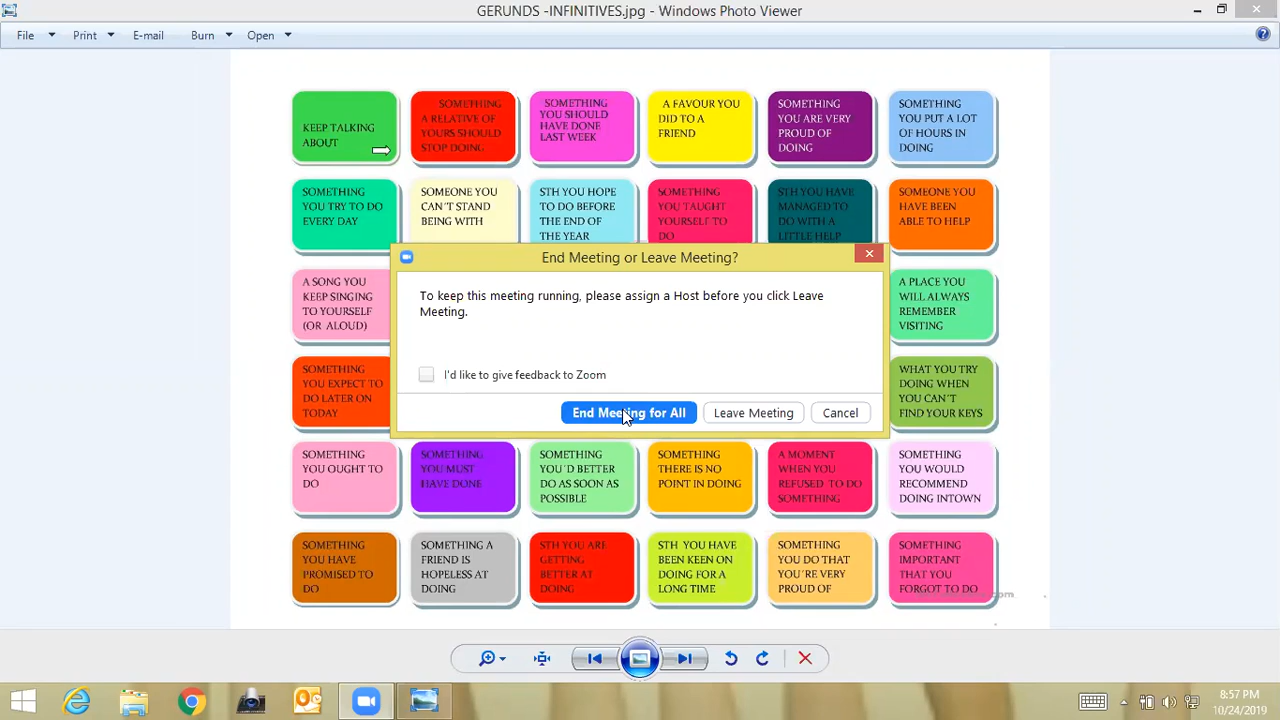 GERUNDS -INFINITIVES.jpg - Windows Photo Viewer
File Print E-mail Burn Open
KEEP TALKING
ABOUT
SOMETHING
A RELATIVE OF
YOURS SHOULD
STOP DOING
SOMETHING
YOU SHOULD
HAVE DONE
LAST WEEK
A FAVOUR YOU
DID TO A
FRIEND
SOMETHING
YOU ARE VERY
PROUD OF
DOING
SOMETHING
YOU PUT A LOT
OF HOURS IN
DOING
SOMETHING
YOU TRY TO DO
EVERY DAY
SOMEONE YOU
CAN´T STAND
BEING WITH
STH YOU HOPE
TO DO BEFORE
THE END OF
THE YEAR
SOMETHING
YOU TAUGHT
YOURSELF TO
DO
STH YOU HAVE
MANAGED TO
DO WITH A
LITTLE HELP
SOMEONE YOU
HAVE BEEN
ABLE TO HELP
A SONG YOU
KEEP SINGING
TO YOURSELF
(OR ALOUD)
End Meeting or Leave Meeting?
To keep this meeting running, please assign a Host before you click Leave
Meeting.
I'd like to give feedback to Zoom
End Meeting for All Leave Meeting Cancel
A PLACE YOU
WILL ALWAYS
REMEMBER
VISITING
SOMETHING
YOU EXPECT TO
DO LATER ON
TODAY
WHAT YOU TRY
DOING WHEN
YOU CAN´T
FIND YOUR KEYS
SOMETHING
YOU OUGHT TO
DO
SOMETHING
YOU MUST
HAVE DONE
SOMETHING
YOU´D BETTER
DO AS SOON AS
POSSIBLE
SOMETHING
THERE IS NO
POINT IN DOING
A MOMENT
WHEN YOU
REFUSED TO DO
SOMETHING
SOMETHING
YOU WOULD
RECOMMEND
DOING INTOWN
SOMETHING
YOU HAVE
PROMISED TO
DO
SOMETHING A
FRIEND IS
HOPELESS AT
DOING
STH YOU ARE
GETTING
BETTER AT
DOING
STH YOU HAVE
BEEN KEEN ON
DOING FOR A
LONG TIME
SOMETHING
YOU DO THAT
YOU´RE VERY
PROUD OF
SOMETHING
IMPORTANT
THAT YOU
FORGOT TO DO
8:57 PM
10/24/2019